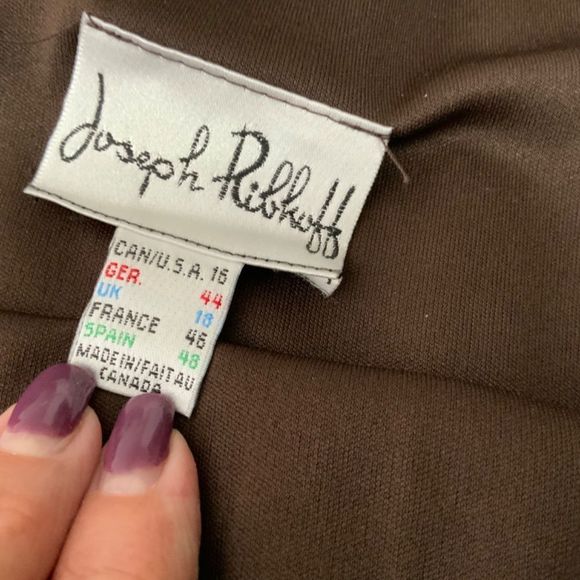 Joseph Ribkoff
CAN/U.S.A. 16
GER. 44
UK 18
FRANCE 46
SPAIN 48
MADE IN/FAIT AU
CANADA